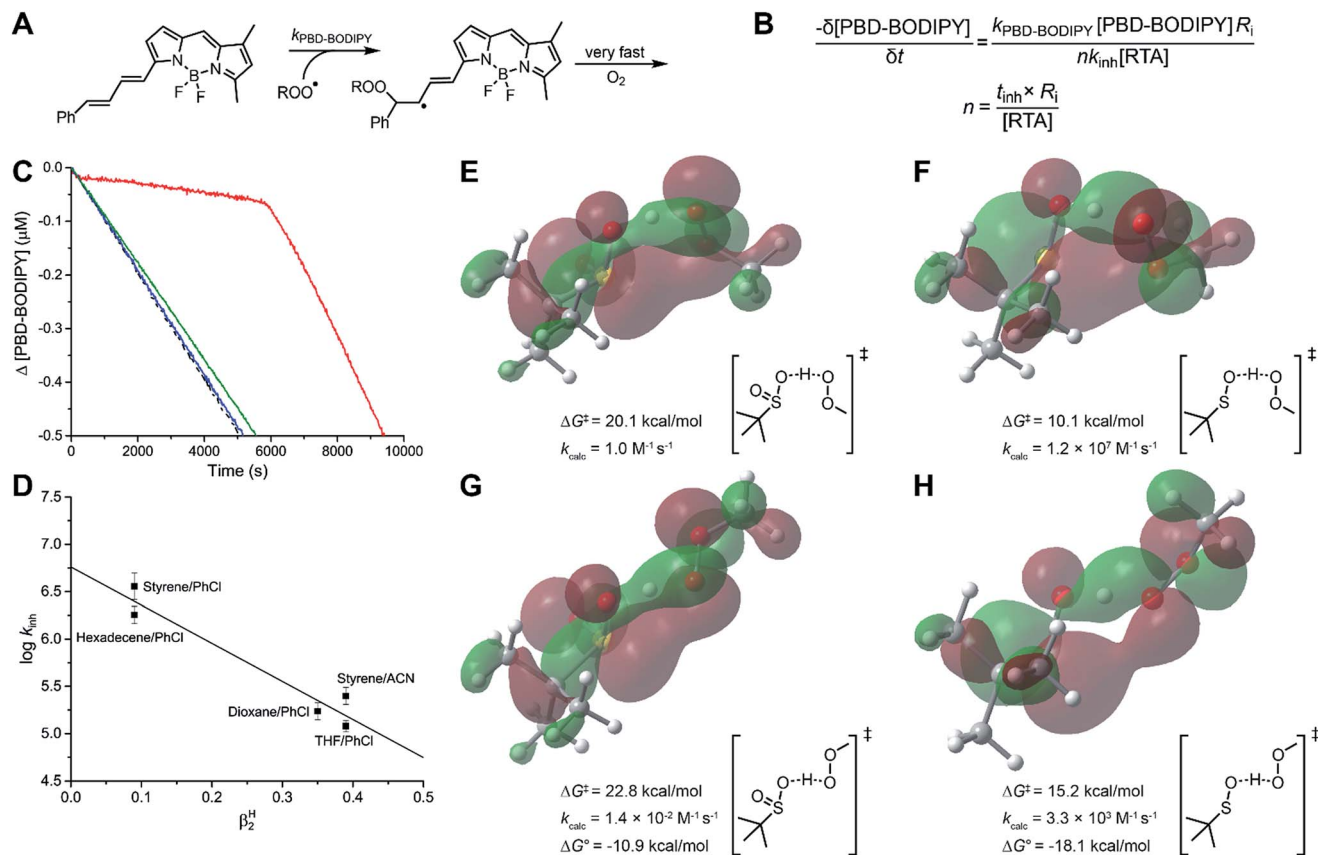 A
k_PBD-BODIPY
ROO•
very fast
O₂
N
N
B
F
F
Ph
ROO
Ph
N
N
B
F
F
B
-δ[PBD-BODIPY]
δt
=
k_PBD-BODIPY [PBD-BODIPY] R_i
nk_inh[RTA]
n = t_inh × R_i
[RTA]
C
0.0
-0.1
-0.2
-0.3
-0.4
-0.5
Δ [PBD-BODIPY] (μM)
0 2000 4000 6000 8000 10000
Time (s)
D
7.5
7.0
6.5
6.0
5.5
5.0
4.5
log k_inh
Styrene/PhCl
Hexadecene/PhCl
Styrene/ACN
Dioxane/PhCl
THF/PhCl
0.0 0.1 0.2 0.3 0.4 0.5
β₂ᴴ
E
ΔG‡ = 20.1 kcal/mol
k_calc = 1.0 M⁻¹ s⁻¹
O O--H--O
S O
‡
F
ΔG‡ = 10.1 kcal/mol
k_calc = 1.2 × 10⁷ M⁻¹ s⁻¹
O--H--O
S O
‡
G
ΔG‡ = 22.8 kcal/mol
k_calc = 1.4 × 10⁻² M⁻¹ s⁻¹
ΔG° = -10.9 kcal/mol
O
O O--H--O
S
‡
H
ΔG‡ = 15.2 kcal/mol
k_calc = 3.3 × 10³ M⁻¹ s⁻¹
ΔG° = -18.1 kcal/mol
O
O--H--O
S
‡